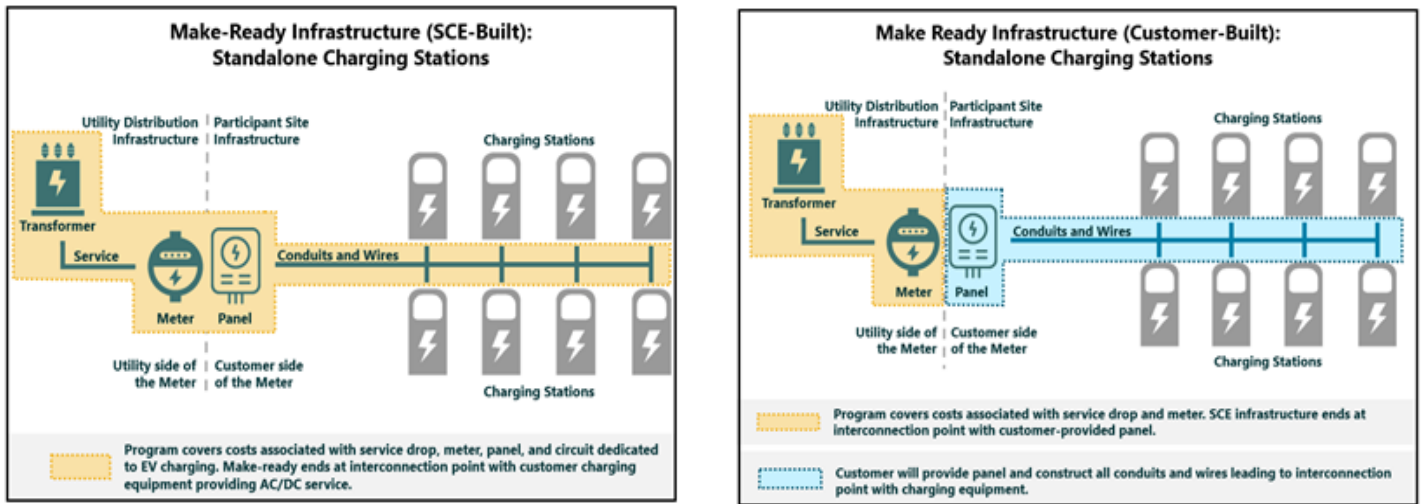 Make-Ready Infrastructure (SCE-Built):
Standalone Charging Stations
Utility Distribution
Infrastructure
Participant Site
Infrastructure
Charging Stations
Transformer
Service
Conduits and Wires
Meter
Panel
Utility side of
the Meter
Customer side
of the Meter
Charging Stations
Program covers costs associated with service drop, meter, panel, and circuit dedicated
to EV charging. Make-ready ends at interconnection point with customer charging
equipment providing AC/DC service.
Make Ready Infrastructure (Customer-Built):
Standalone Charging Stations
Utility Distribution
Infrastructure
Participant Site
Infrastructure
Charging Stations
Transformer
Service
Conduits and Wires
Meter
Panel
Utility side of
the Meter
Customer side
of the Meter
Charging Stations
Program covers costs associated with service drop and meter. SCE infrastructure ends at
interconnection point with customer-provided panel.
Customer will provide panel and construct all conduits and wires leading to interconnection
point with charging equipment.